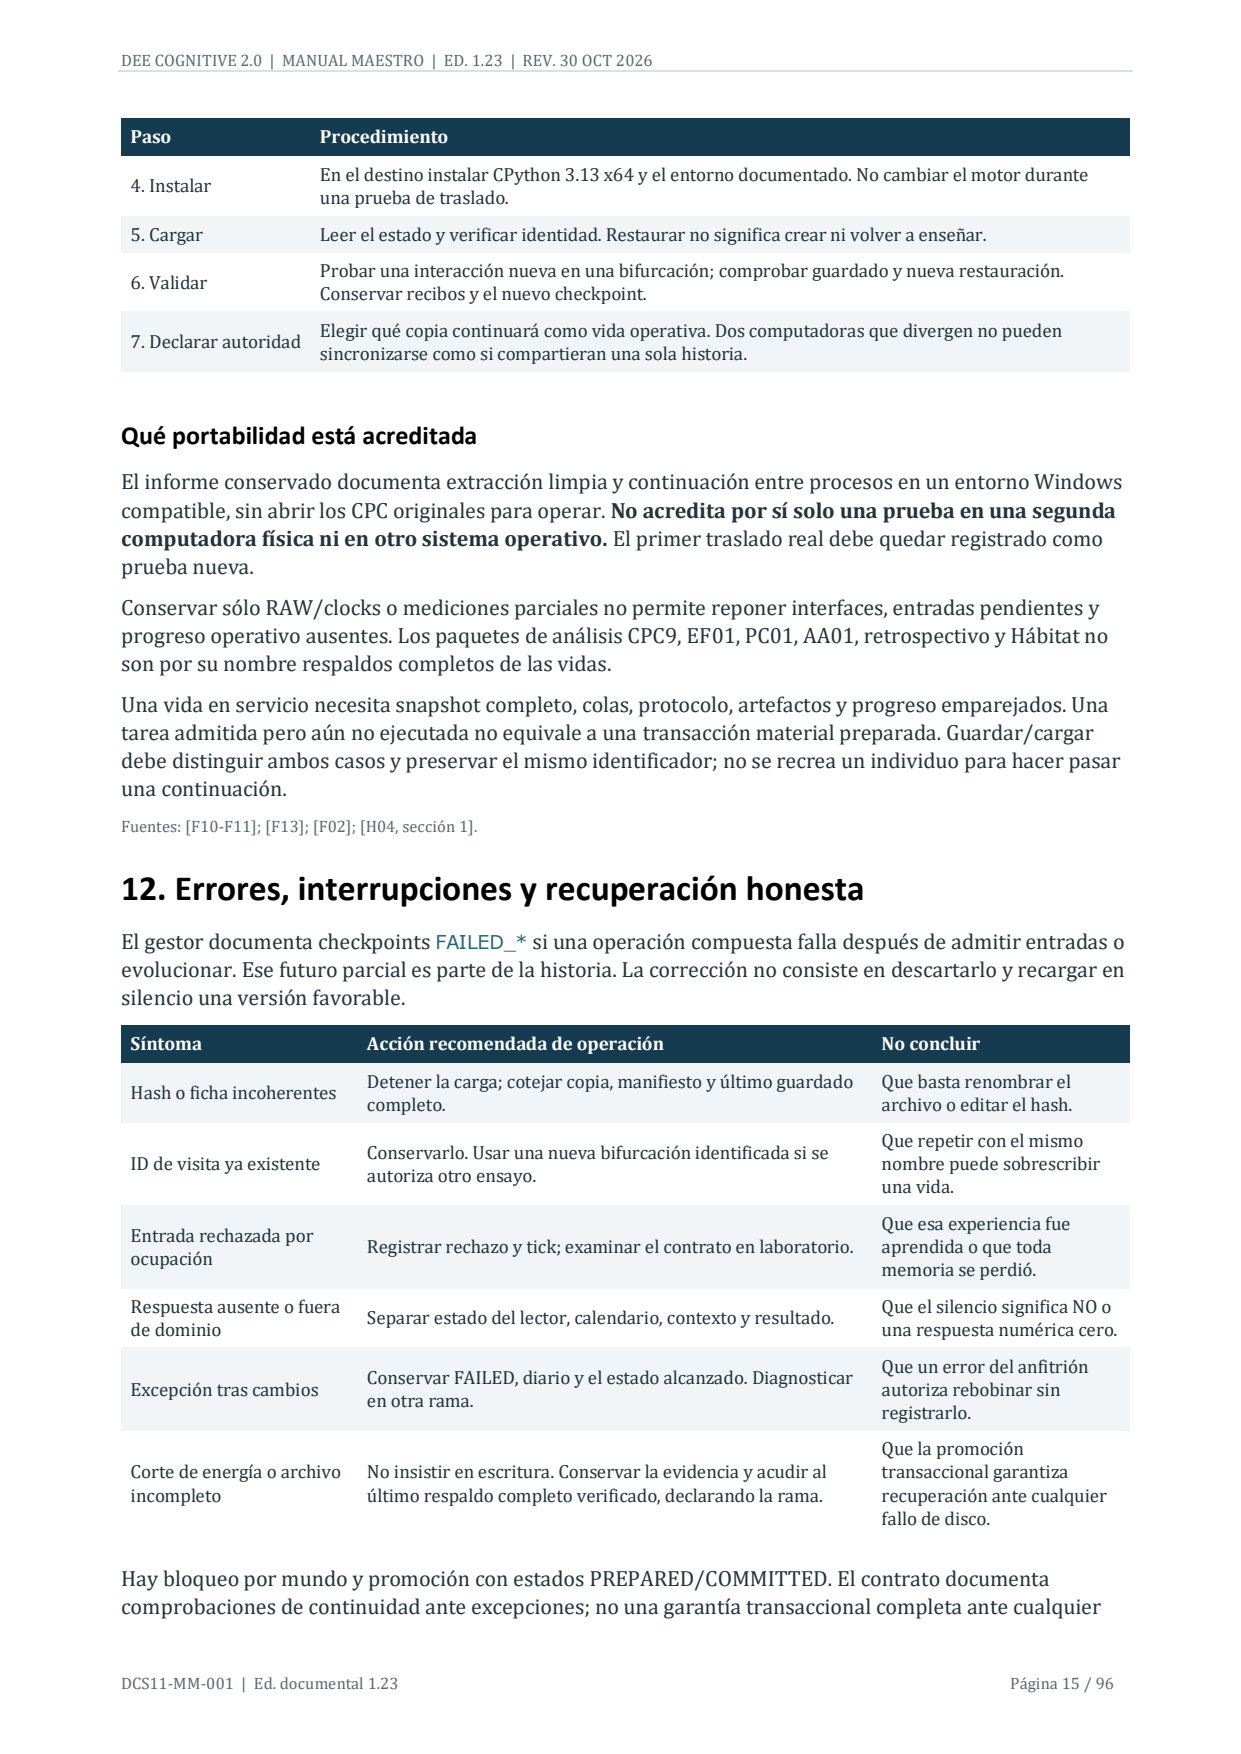 DEE COGNITIVE 2.0 | MANUAL MAESTRO | ED. 1.23 | REV. 30 OCT 2026
Paso Procedimiento
4. Instalar En el destino instalar CPython 3.13 x64 y el entorno documentado. No cambiar el motor durante
una prueba de traslado.
5. Cargar Leer el estado y verificar identidad. Restaurar no significa crear ni volver a enseñar.
6. Validar Probar una interacción nueva en una bifurcación; comprobar guardado y nueva restauración.
Conservar recibos y el nuevo checkpoint.
7. Declarar autoridad Elegir qué copia continuará como vida operativa. Dos computadoras que divergen no pueden
sincronizarse como si compartieran una sola historia.
Qué portabilidad está acreditada
El informe conservado documenta extracción limpia y continuación entre procesos en un entorno Windows
compatible, sin abrir los CPC originales para operar. No acredita por sí solo una prueba en una segunda
computadora física ni en otro sistema operativo. El primer traslado real debe quedar registrado como
prueba nueva.
Conservar sólo RAW/clocks o mediciones parciales no permite reponer interfaces, entradas pendientes y
progreso operativo ausentes. Los paquetes de análisis CPC9, EF01, PC01, AA01, retrospectivo y Hábitat no
son por su nombre respaldos completos de las vidas.
Una vida en servicio necesita snapshot completo, colas, protocolo, artefactos y progreso emparejados. Una
tarea admitida pero aún no ejecutada no equivale a una transacción material preparada. Guardar/cargar
debe distinguir ambos casos y preservar el mismo identificador; no se recrea un individuo para hacer pasar
una continuación.
Fuentes: [F10-F11]; [F13]; [F02]; [H04, sección 1].
12. Errores, interrupciones y recuperación honesta
El gestor documenta checkpoints FAILED_* si una operación compuesta falla después de admitir entradas o
evolucionar. Ese futuro parcial es parte de la historia. La corrección no consiste en descartarlo y recargar en
silencio una versión favorable.
Síntoma Acción recomendada de operación No concluir
Hash o ficha incoherentes
Detener la carga; cotejar copia, manifiesto y último guardado
completo.
Que basta renombrar el
archivo o editar el hash.
ID de visita ya existente
Conservarlo. Usar una nueva bifurcación identificada si se
autoriza otro ensayo.
Que repetir con el mismo
nombre puede sobrescribir
una vida.
Entrada rechazada por
ocupación
Registrar rechazo y tick; examinar el contrato en laboratorio.
Que esa experiencia fue
aprendida o que toda
memoria se perdió.
Respuesta ausente o fuera
de dominio
Separar estado del lector, calendario, contexto y resultado.
Que el silencio significa NO o
una respuesta numérica cero.
Excepción tras cambios
Conservar FAILED, diario y el estado alcanzado. Diagnosticar
en otra rama.
Que un error del anfitrión
autoriza rebobinar sin
registrarlo.
Corte de energía o archivo
incompleto
No insistir en escritura. Conservar la evidencia y acudir al
último respaldo completo verificado, declarando la rama.
Que la promoción
transaccional garantiza
recuperación ante cualquier
fallo de disco.
Hay bloqueo por mundo y promoción con estados PREPARED/COMMITTED. El contrato documenta
comprobaciones de continuidad ante excepciones; no una garantía transaccional completa ante cualquier
DCS11-MM-001 | Ed. documental 1.23 Página 15 / 96